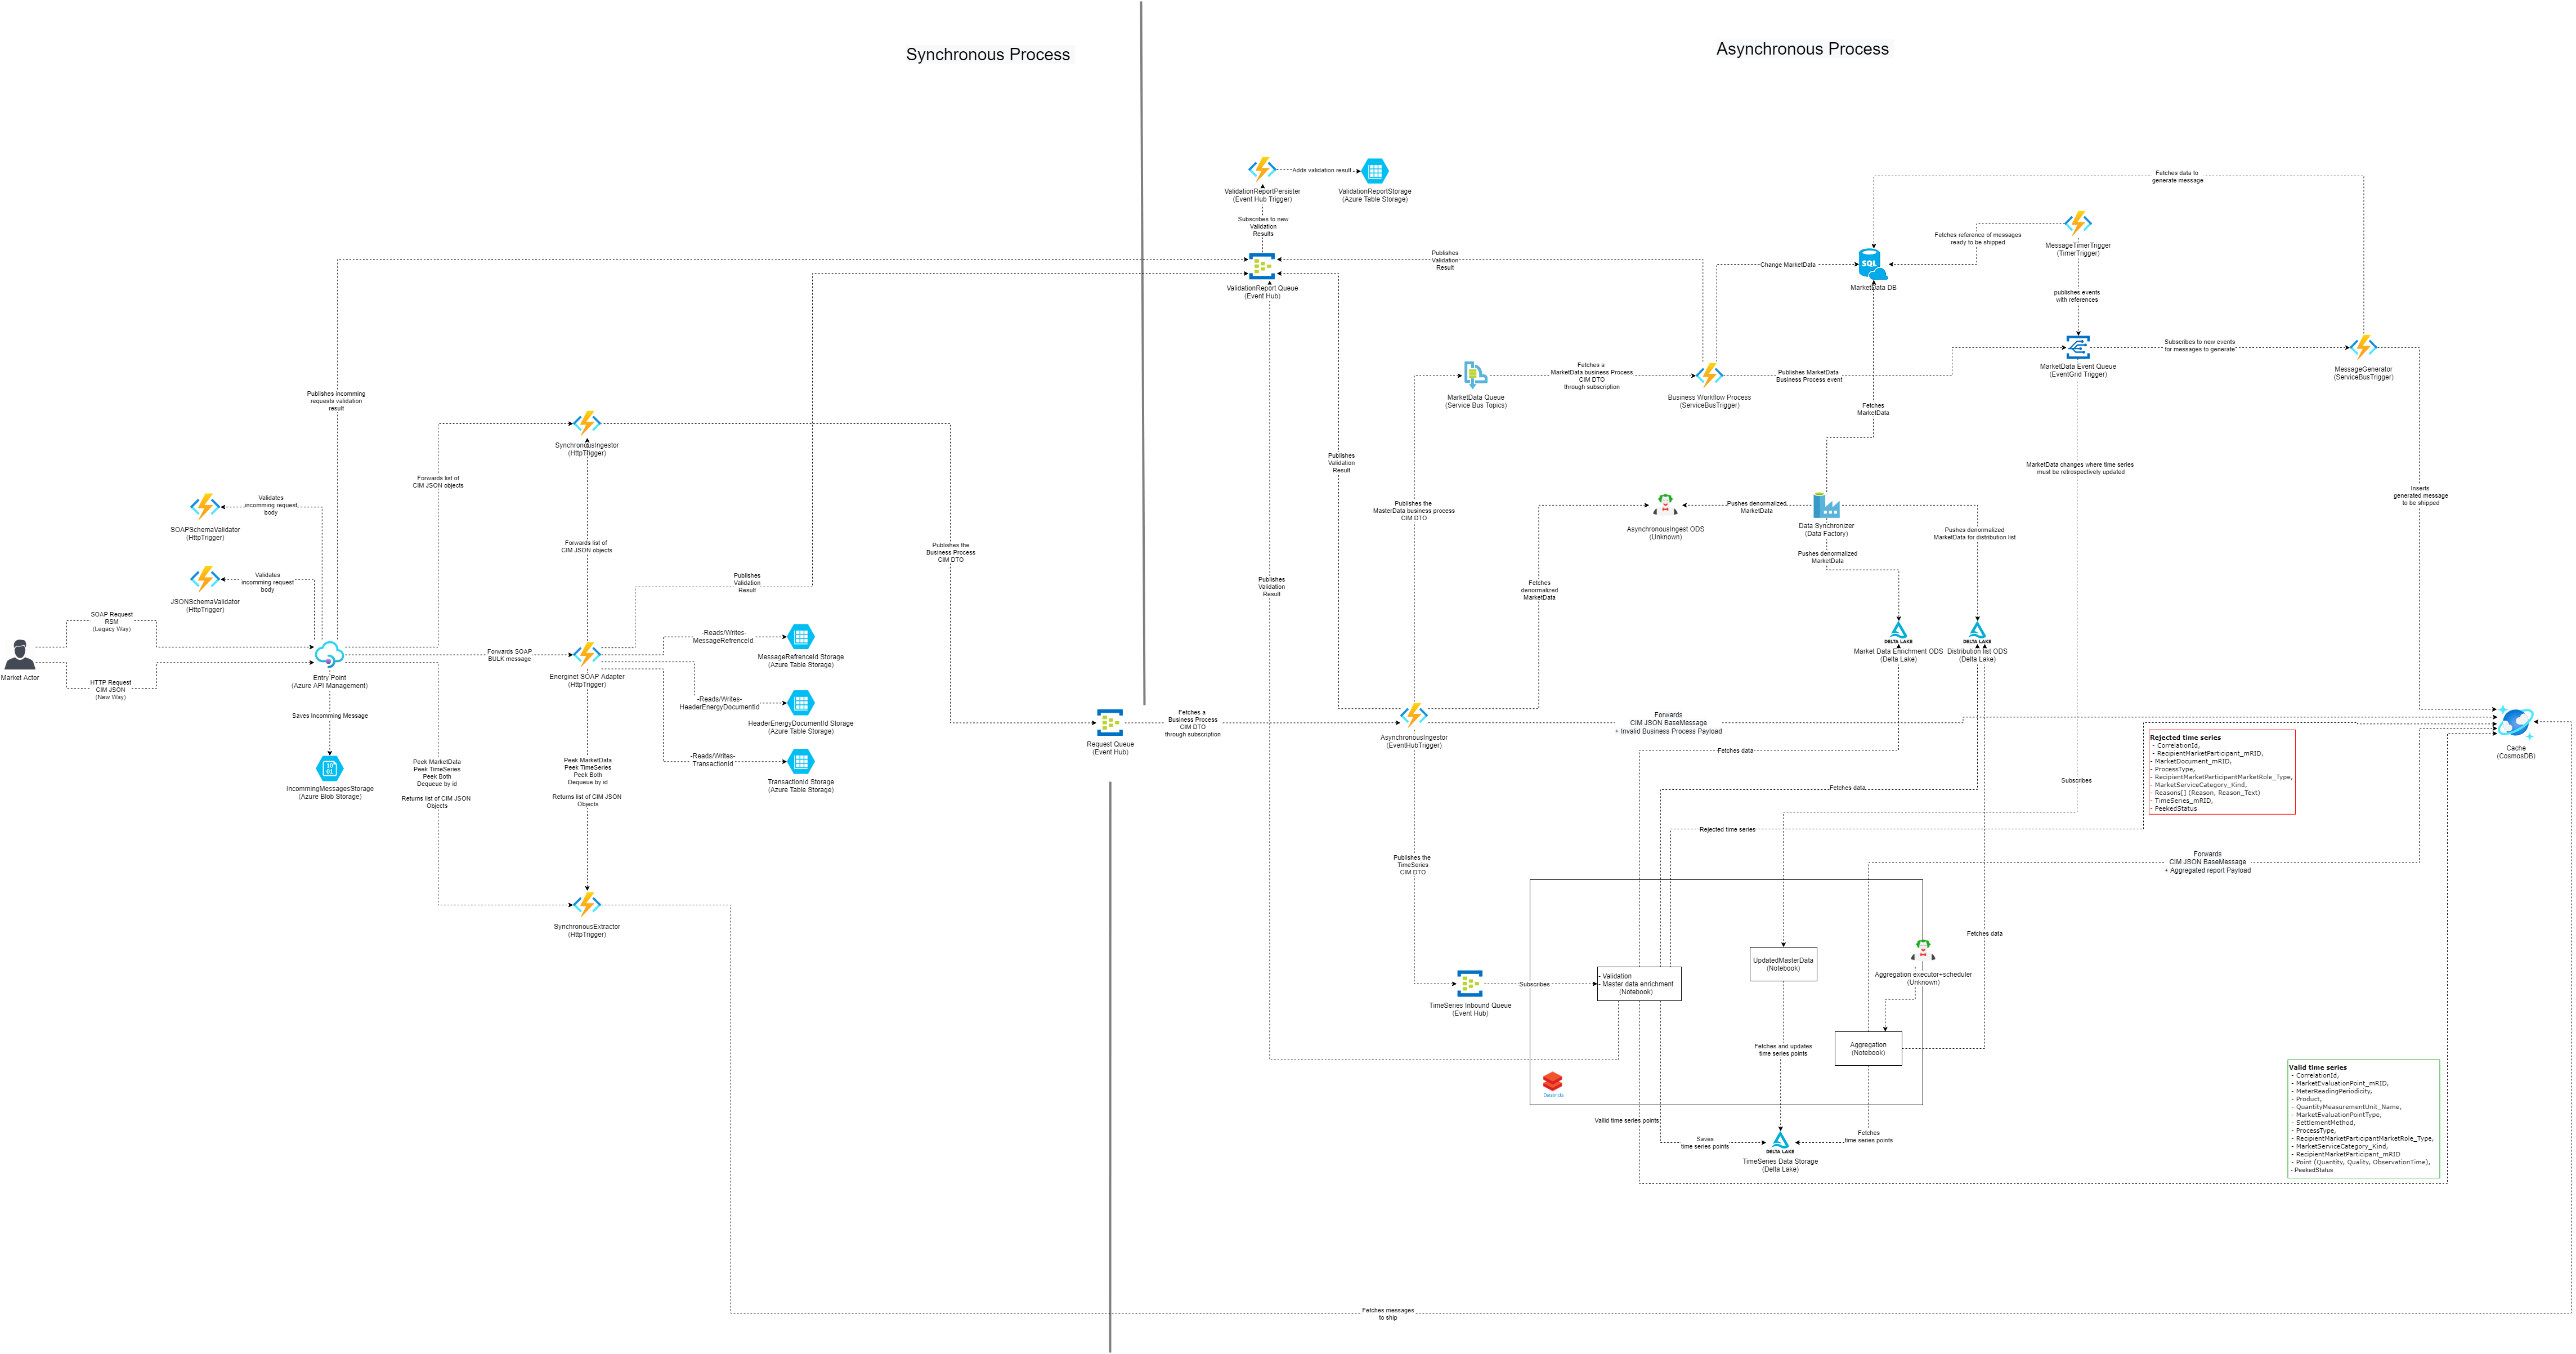 Synchronous Process
Asynchronous Process
Adds validation result
ValidationReportPersister
(Event Hub Trigger)
ValidationReportStorage
(Azure Table Storage)
Subscribes to new
Validation
Results
ValidationReport Queue
(Event Hub)
Publishes
Validation
Result
Change MarketData
MarketData DB
Fetches data to
generate message
Fetches reference of messages
ready to be shipped
MessageTimerTrigger
(TimerTrigger)
publishes events
with references
MarketData Event Queue
(EventGrid Trigger)
Subscribes to new events
for messages to generate
MessageGenerator
(ServiceBusTrigger)
MarketData Queue
(Service Bus Topics)
Fetches a
MarketData business Process
CIM DTO
through subscription
Business Workflow Process
(ServiceBusTrigger)
Publishes MarketData
Business Process event
Fetches
MarketData
Publishes incomming
requests validation
result
SynchronousIngestor
(HttpTrigger)
Forwards list of
CIM JSON objects
Forwards list of
CIM JSON objects
Publishes
Validation
Result
Publishes the
MasterData business process
CIM DTO
MarketData changes where time series
must be retrospectively updated
Inserts
generated message
to be shipped
Validates
incomming request
body
SOAPSchemaValidator
(HttpTrigger)
Validates
incomming request
body
JSONSchemaValidator
(HttpTrigger)
Publishes the
Business Process
CIM DTO
Publishes
Validation
Result
Publishes
Validation
Result
AsynchronousIngest ODS
(Unknown)
Pushes denormalized
MarketData
Data Synchronizer
(Data Factory)
Pushes denormalized
MarketData
Pushes denormalized
MarketData for distribution list
Fetches
denormalized
MarketData
SOAP Request
RSM
(Legacy Way)
HTTP Request
CIM JSON
(New Way)
Market Actor
Entry Point
(Azure API Management)
Forwards SOAP
BULK message
Energinet SOAP Adapter
(HttpTrigger)
-Reads/Writes-
MessageRefrenceId
MessageRefrenceId Storage
(Azure Table Storage)
-Reads/Writes-
HeaderEnergyDocumentId
HeaderEnergyDocumentId Storage
(Azure Table Storage)
-Reads/Writes-
TransactionId
TransactionId Storage
(Azure Table Storage)
Saves Incomming Message
IncommingMessagesStorage
(Azure Blob Storage)
Peek MarketData
Peek TimeSeries
Peek Both
Dequeue by id
Returns list of CIM JSON
Objects
Peek MarketData
Peek TimeSeries
Peek Both
Dequeue by id
Returns list of CIM JSON
Objects
SynchronousExtractor
(HttpTrigger)
Request Queue
(Event Hub)
Fetches a
Business Process
CIM DTO
through subscription
AsynchronousIngestor
(EventHubTrigger)
Forwards
CIM JSON BaseMessage
+ Invalid Business Process Payload
DELTA LAKE
Market Data Enrichment ODS
(Delta Lake)
DELTA LAKE
Distribution list ODS
(Delta Lake)
Fetches data
Fetches data
Rejected time series
Subscribes
Cache
(CosmosDB)
Rejected time series
- CorrelationId,
- RecipientMarketParticipant_mRID,
- MarketDocument_mRID,
- ProcessType,
- RecipientMarketParticipantMarketRole_Type,
- MarketServiceCategory_Kind,
- Reasons[] (Reason, Reason_Text)
- TimeSeries_mRID,
- PeekedStatus
Forwards
CIM JSON BaseMessage
+ Aggregated report Payload
Publishes the
TimeSeries
CIM DTO
TimeSeries Inbound Queue
(Event Hub)
Subscribes
- Validation
- Master data enrichment
(Notebook)
UpdatedMasterData
(Notebook)
Aggregation executor+scheduler
(Unknown)
Fetches data
Aggregation
(Notebook)
Fetches and updates
time series points
Databricks
Valid time series points
Saves
time series points
Fetches
time series points
DELTA LAKE
TimeSeries Data Storage
(Delta Lake)
Valid time series
- CorrelationId,
- MarketEvaluationPoint_mRID,
- MeterReadingPeriodicity,
- Product,
- QuantityMeasurementUnit_Name,
- MarketEvaluationPointType,
- SettlementMethod,
- ProcessType,
- RecipientMarketParticipantMarketRole_Type,
- MarketServiceCategory_Kind,
- RecipientMarketParticipant_mRID
- Point (Quantity, Quality, ObservationTime),
- PeekedStatus
Fetches messages
to ship